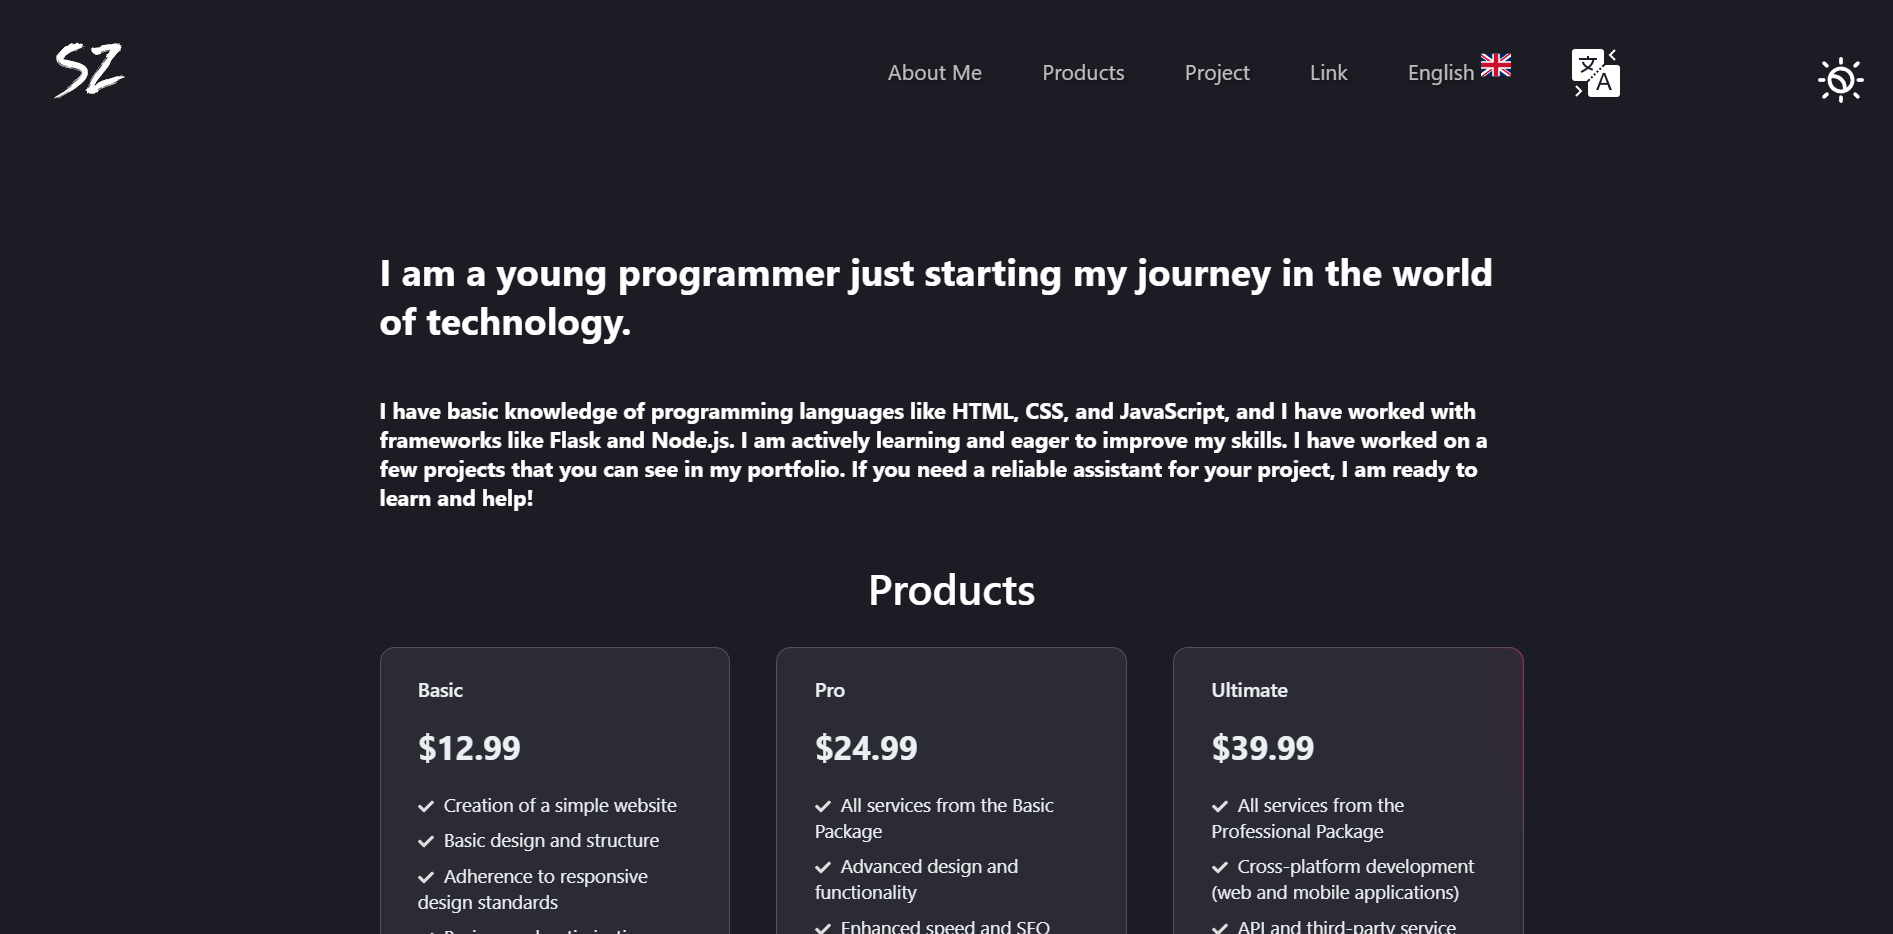 SZ
About Me
Products
Project
Link
English
文
A
I am a young programmer just starting my journey in the world
of technology.
I have basic knowledge of programming languages like HTML, CSS, and JavaScript, and I have worked with
frameworks like Flask and Node.js. I am actively learning and eager to improve my skills. I have worked on a
few projects that you can see in my portfolio. If you need a reliable assistant for your project, I am ready to
learn and help!
Products
Basic
$12.99
Creation of a simple website
Basic design and structure
Adherence to responsive
design standards
Pro
$24.99
All services from the Basic
Package
Advanced design and
functionality
Enhanced speed and SEO
Ultimate
$39.99
All services from the
Professional Package
Cross-platform development
(web and mobile applications)
API and third-party service